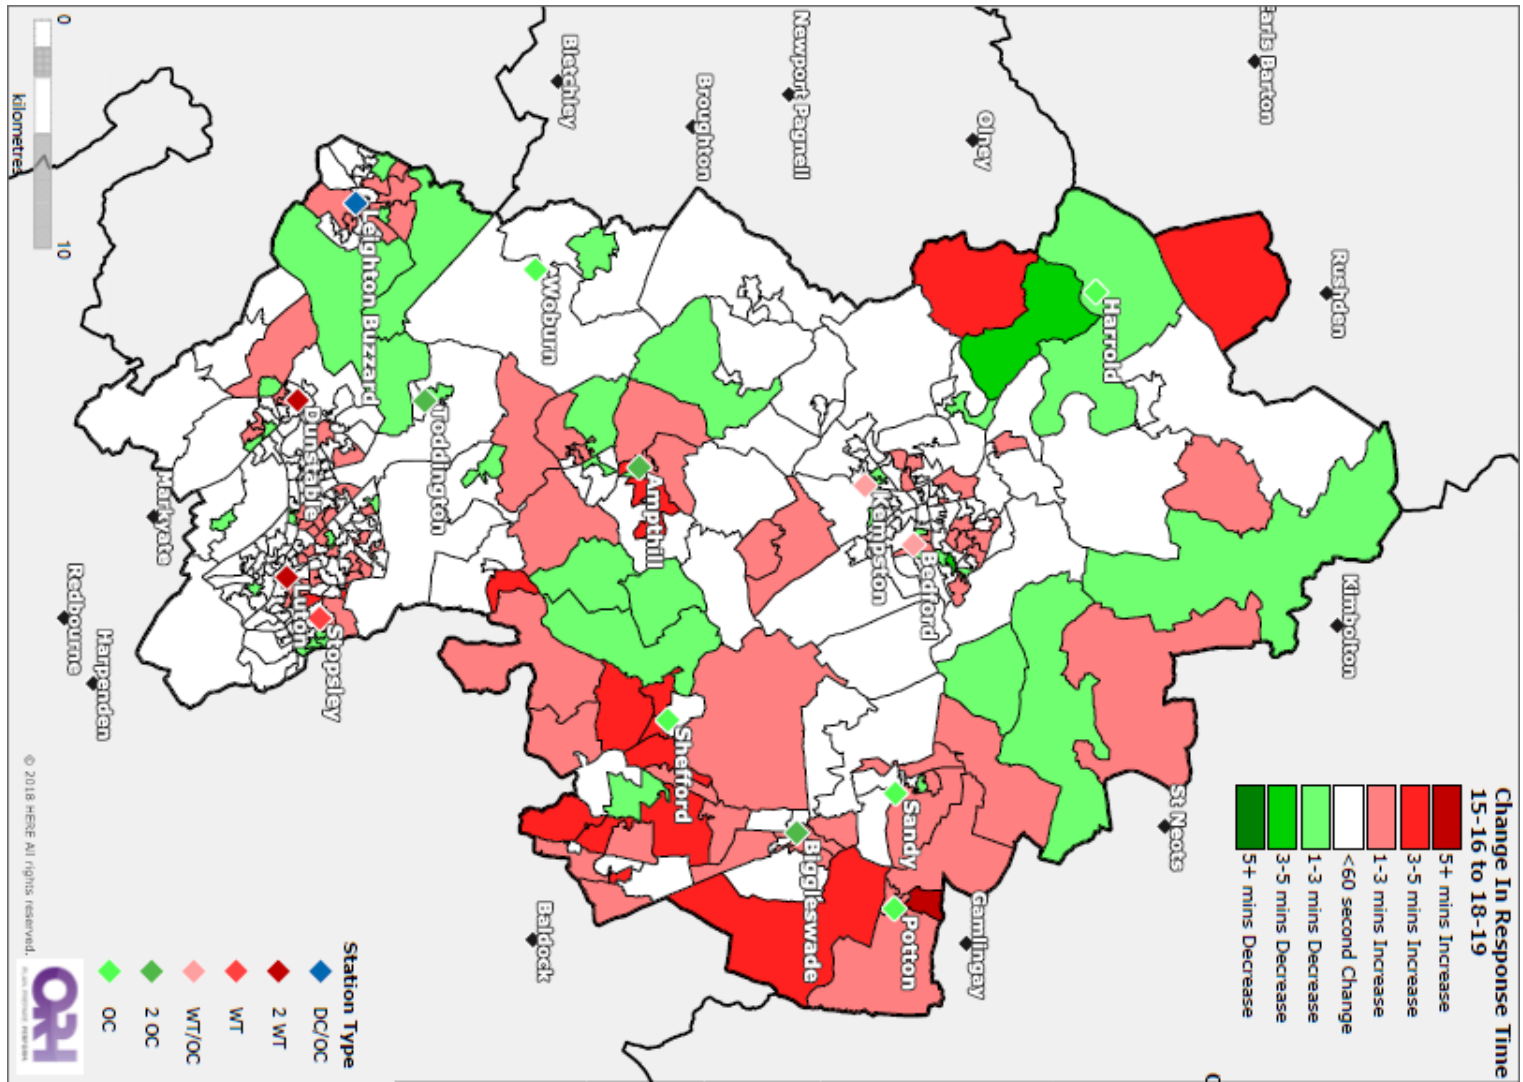 Change In Response Time
15-16 to 18-19
5+ mins Increase
3-5 mins Increase
1-3 mins Increase
<60 second Change
1-3 mins Decrease
3-5 mins Decrease
5+ mins Decrease
Earls Barton
Rushden
Kimbolton
St Neots
Olney
Harrold
Newport Pagnell
Broughton
Bletchley
Kempston
Bedford
Sandy
Gamlingay
Potton
Biggleswade
Woburn
Ampthill
Shefford
Baldock
Leighton Buzzard
Toddington
Dunstable
Luton
Stopsley
Markyate
Redbourne
Harpenden
Station Type
DC/OC
2 WT
WT
WT/OC
2 OC
OC
0
10
kilometres
© 2018 HERE All rights reserved.
ORH